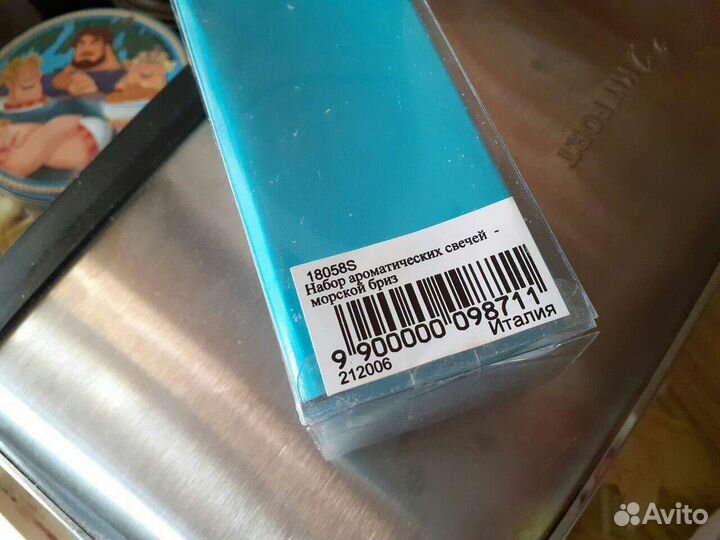 18058S
Набор ароматических свечей -
морской бриз
9 900000 098711
212006
Италия
Avito